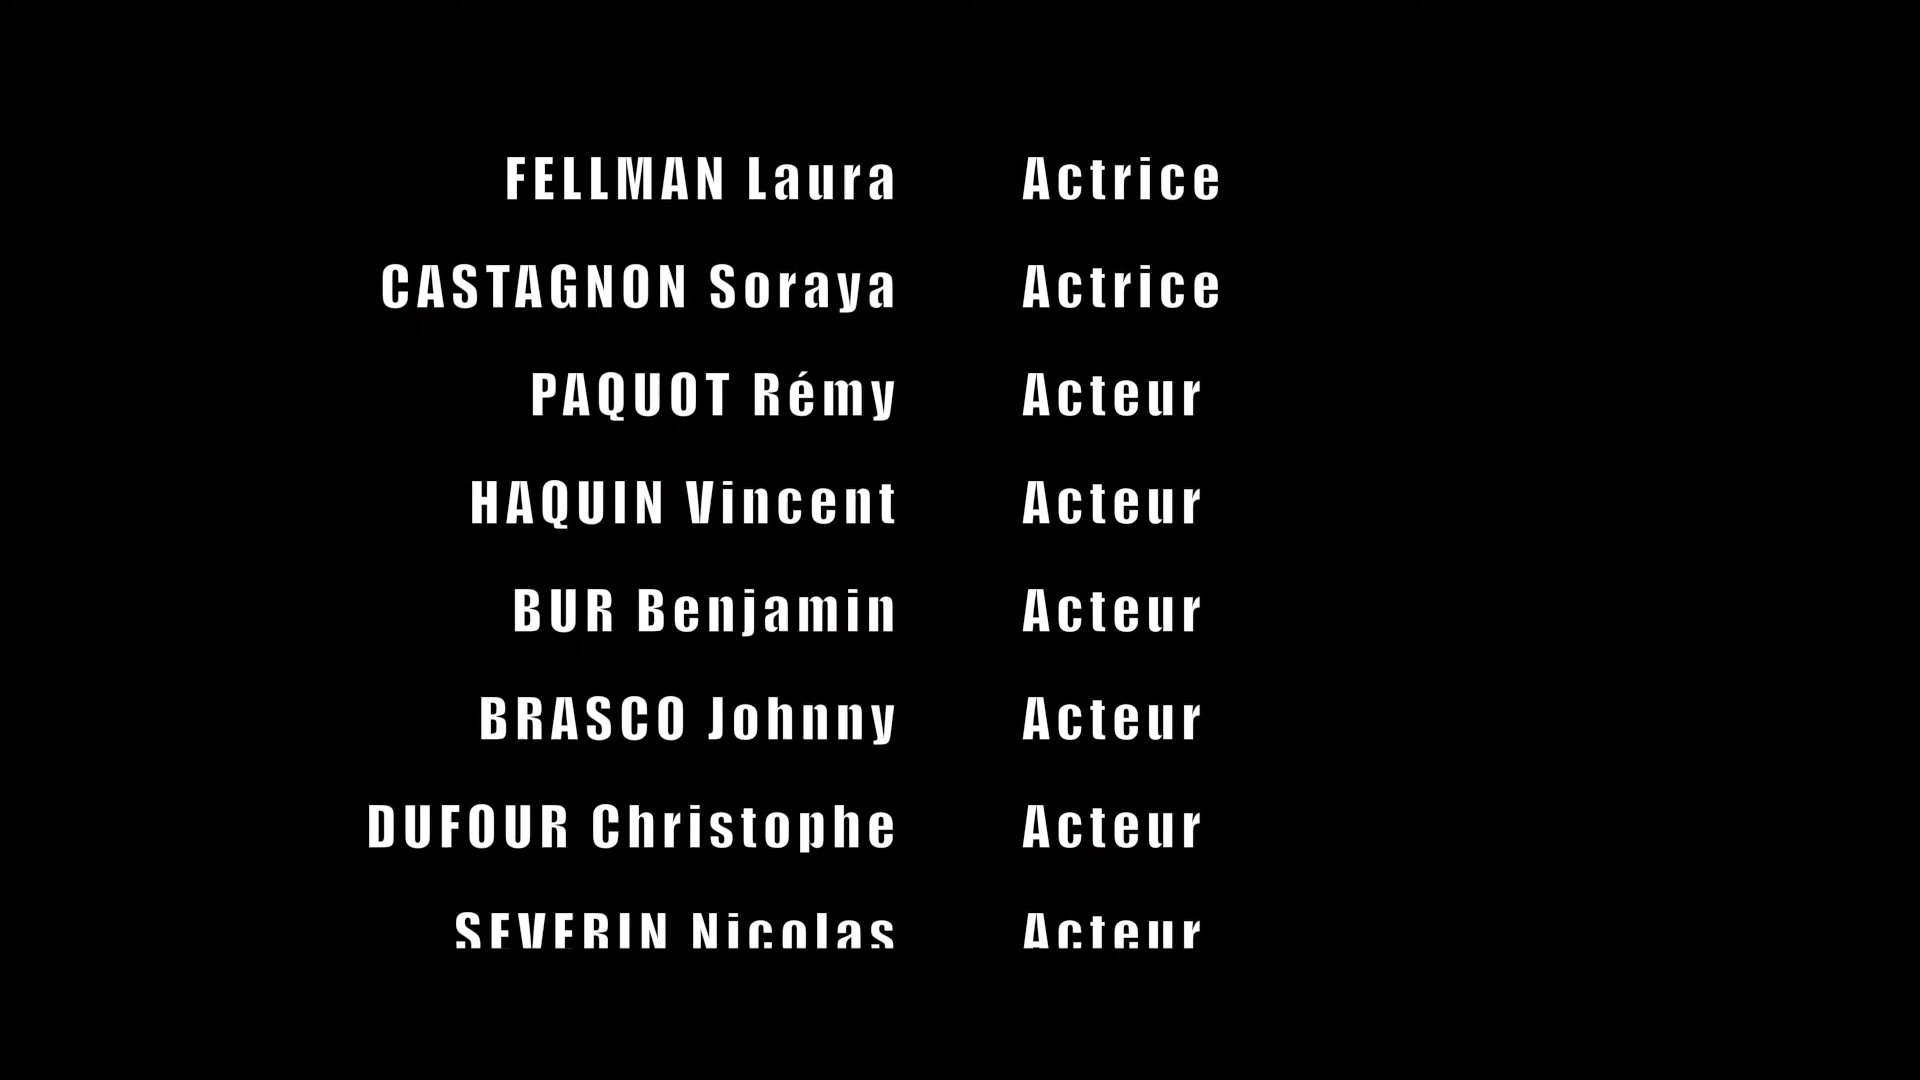 FELLMAN Laura Actrice
CASTAGNON Soraya Actrice
PAQUOT Rémy Acteur
HAQUIN Vincent Acteur
BUR Benjamin Acteur
BRASCO Johnny Acteur
DUFOUR Christophe Acteur
SEVERIN Nicolas Acteur